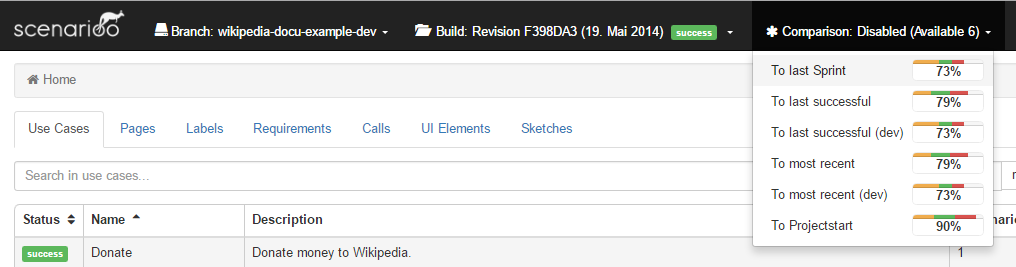 scenarioo
Branch: wikipedia-docu-example-dev
Build: Revision F398DA3 (19. Mai 2014) success
Comparison: Disabled (Available 6)
To last Sprint 73%
To last successful 79%
To last successful (dev) 73%
To most recent 79%
To most recent (dev) 73%
To Projectstart 90%
Home
Use Cases Pages Labels Requirements Calls UI Elements Sketches
Search in use cases...
Status Name Description
success Donate Donate money to Wikipedia. 1